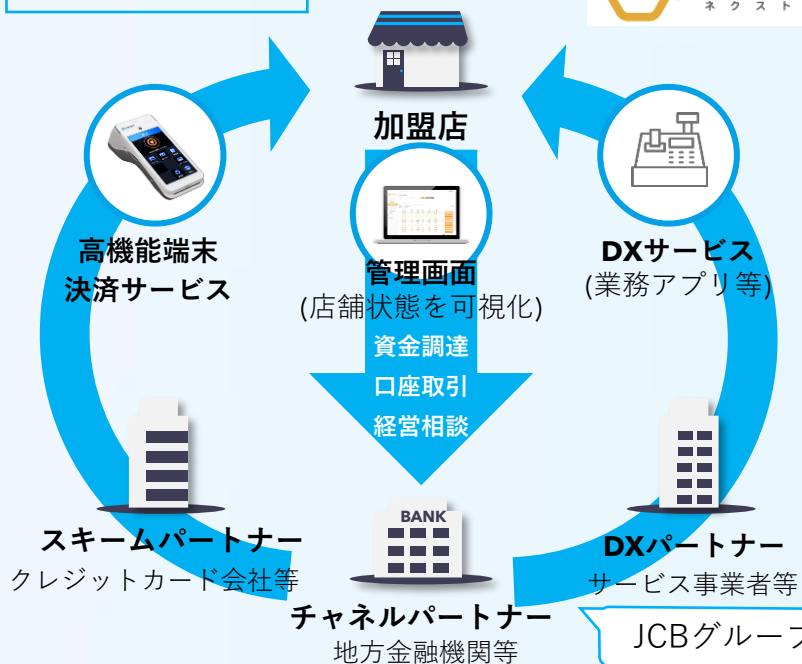 ネクスト
加盟店
高機能端末
決済サービス
管理画面
(店舗状態を可視化)
DXサービス
(業務アプリ等)
資金調達
口座取引
経営相談
スキームパートナー
クレジットカード会社等
BANK
チャネルパートナー
地方金融機関等
DXパートナー
サービス事業者等
JCBグループ